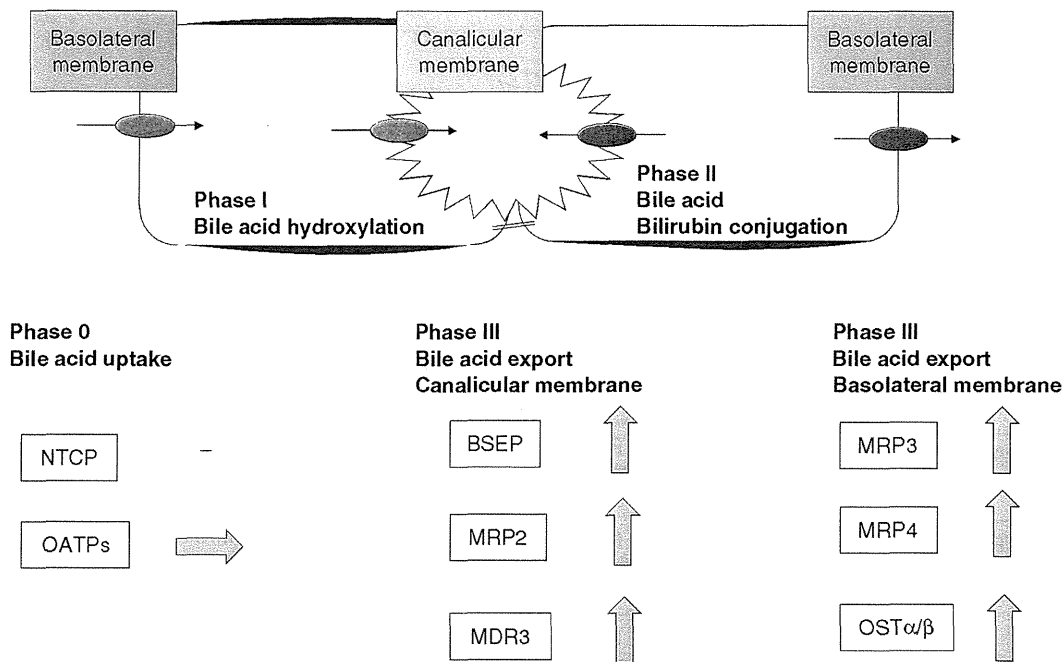 Basolateral
membrane
Canalicular
membrane
Basolateral
membrane
Phase I
Bile acid hydroxylation
Phase II
Bile acid
Bilirubin conjugation
Phase 0
Bile acid uptake
NTCP
–
OATPs
Phase III
Bile acid export
Canalicular membrane
BSEP
MRP2
MDR3
Phase III
Bile acid export
Basolateral membrane
MRP3
MRP4
OSTα/β